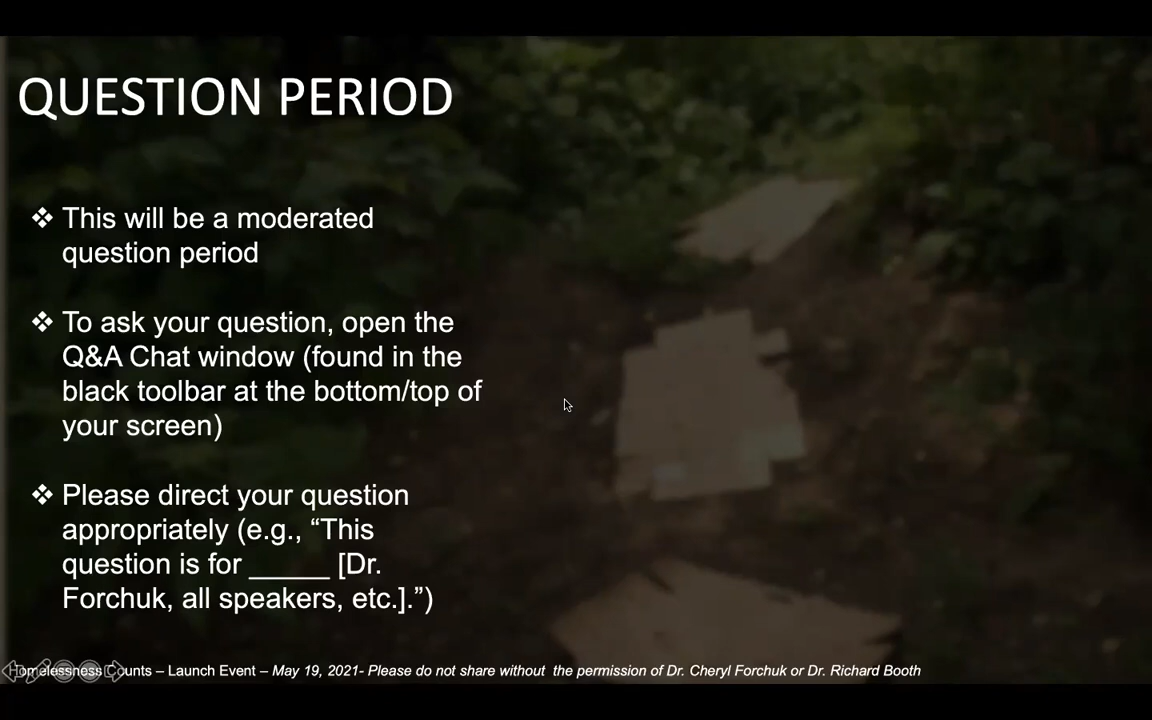 QUESTION PERIOD
❖ This will be a moderated
question period
❖ To ask your question, open the
Q&A Chat window (found in the
black toolbar at the bottom/top of
your screen)
❖ Please direct your question
appropriately (e.g., “This
question is for _____ [Dr.
Forchuk, all speakers, etc.].”)
Homelessness Counts – Launch Event – May 19, 2021- Please do not share without the permission of Dr. Cheryl Forchuk or Dr. Richard Booth